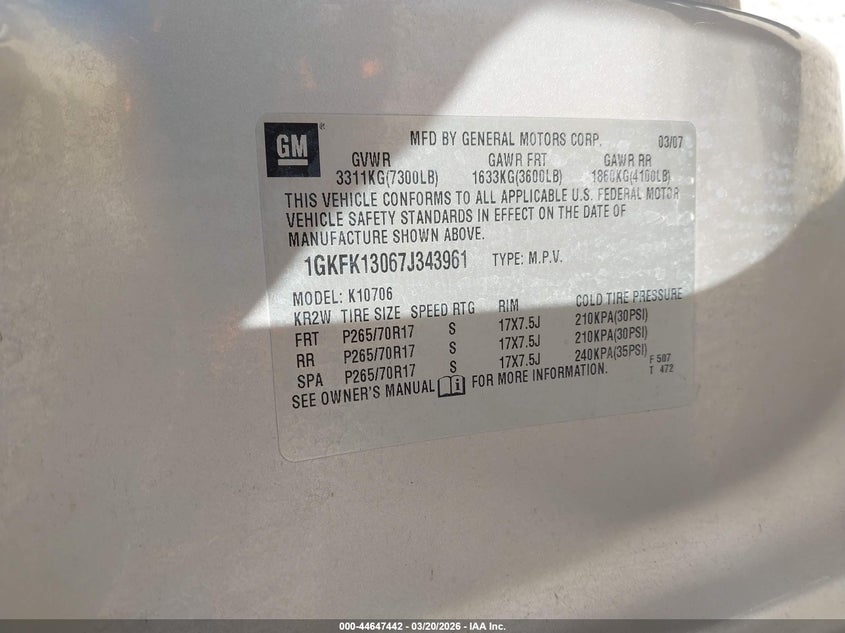 GM ®
MFD BY GENERAL MOTORS CORP. 03/07
GVWR GAWR FRT GAWR RR
3311KG(7300LB) 1633KG(3600LB) 1860KG(4100LB)
THIS VEHICLE CONFORMS TO ALL APPLICABLE U.S. FEDERAL MOTOR
VEHICLE SAFETY STANDARDS IN EFFECT ON THE DATE OF
MANUFACTURE SHOWN ABOVE.
1GKFK13067J343961 TYPE: M.P.V.
MODEL: K10706
KR2W TIRE SIZE SPEED RTG RIM COLD TIRE PRESSURE
FRT P265/70R17 S 17X7.5J 210KPA(30PSI)
RR P265/70R17 S 17X7.5J 210KPA(30PSI)
SPA P265/70R17 S 17X7.5J 240KPA(35PSI)
SEE OWNER'S MANUAL FOR MORE INFORMATION.
F 507
T 472
000-44647442 — 03/20/2026 — IAA Inc.